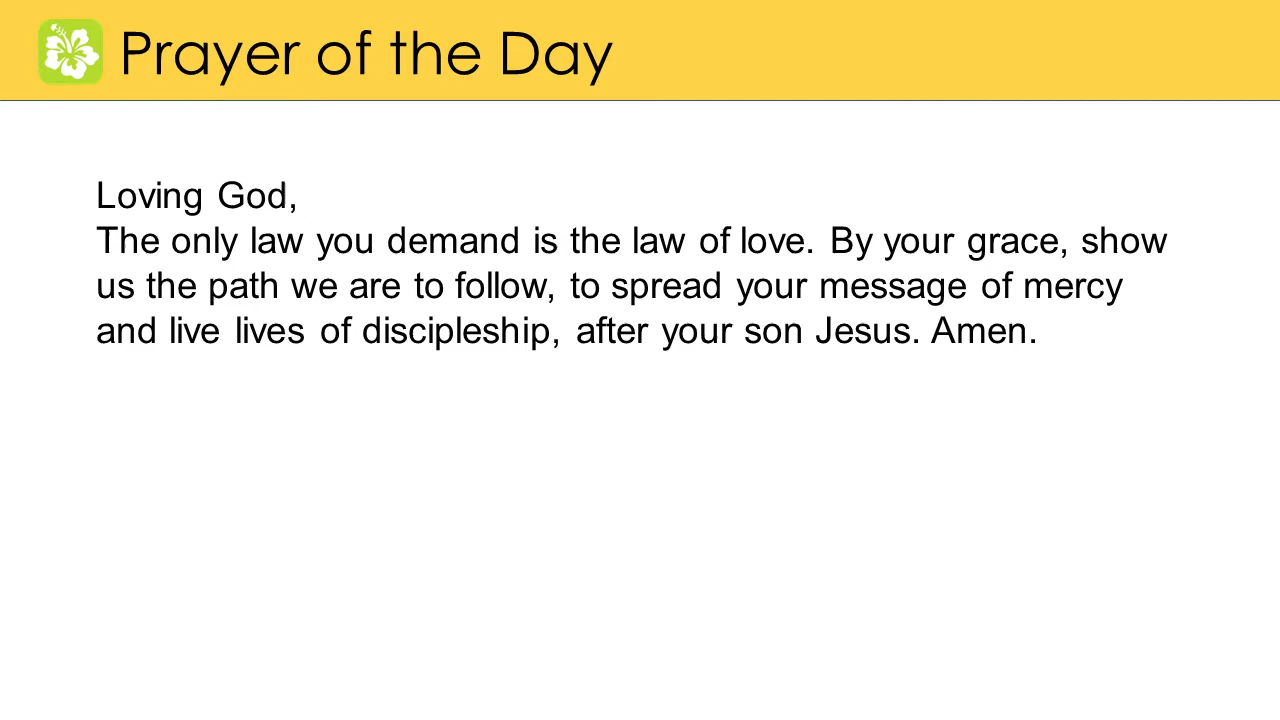 Prayer of the Day
Loving God,
The only law you demand is the law of love. By your grace, show
us the path we are to follow, to spread your message of mercy
and live lives of discipleship, after your son Jesus. Amen.